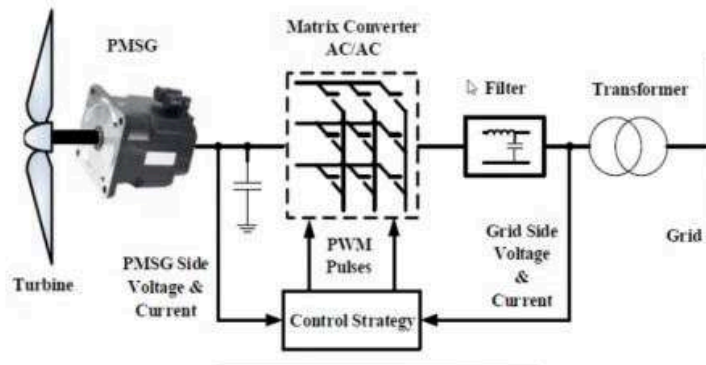 Matrix Converter
AC/AC
PMSG
Filter
Transformer
PWM
Pulses
Grid Side
Voltage
&
Current
Grid
PMSG Side
Voltage &
Current
Turbine
Control Strategy